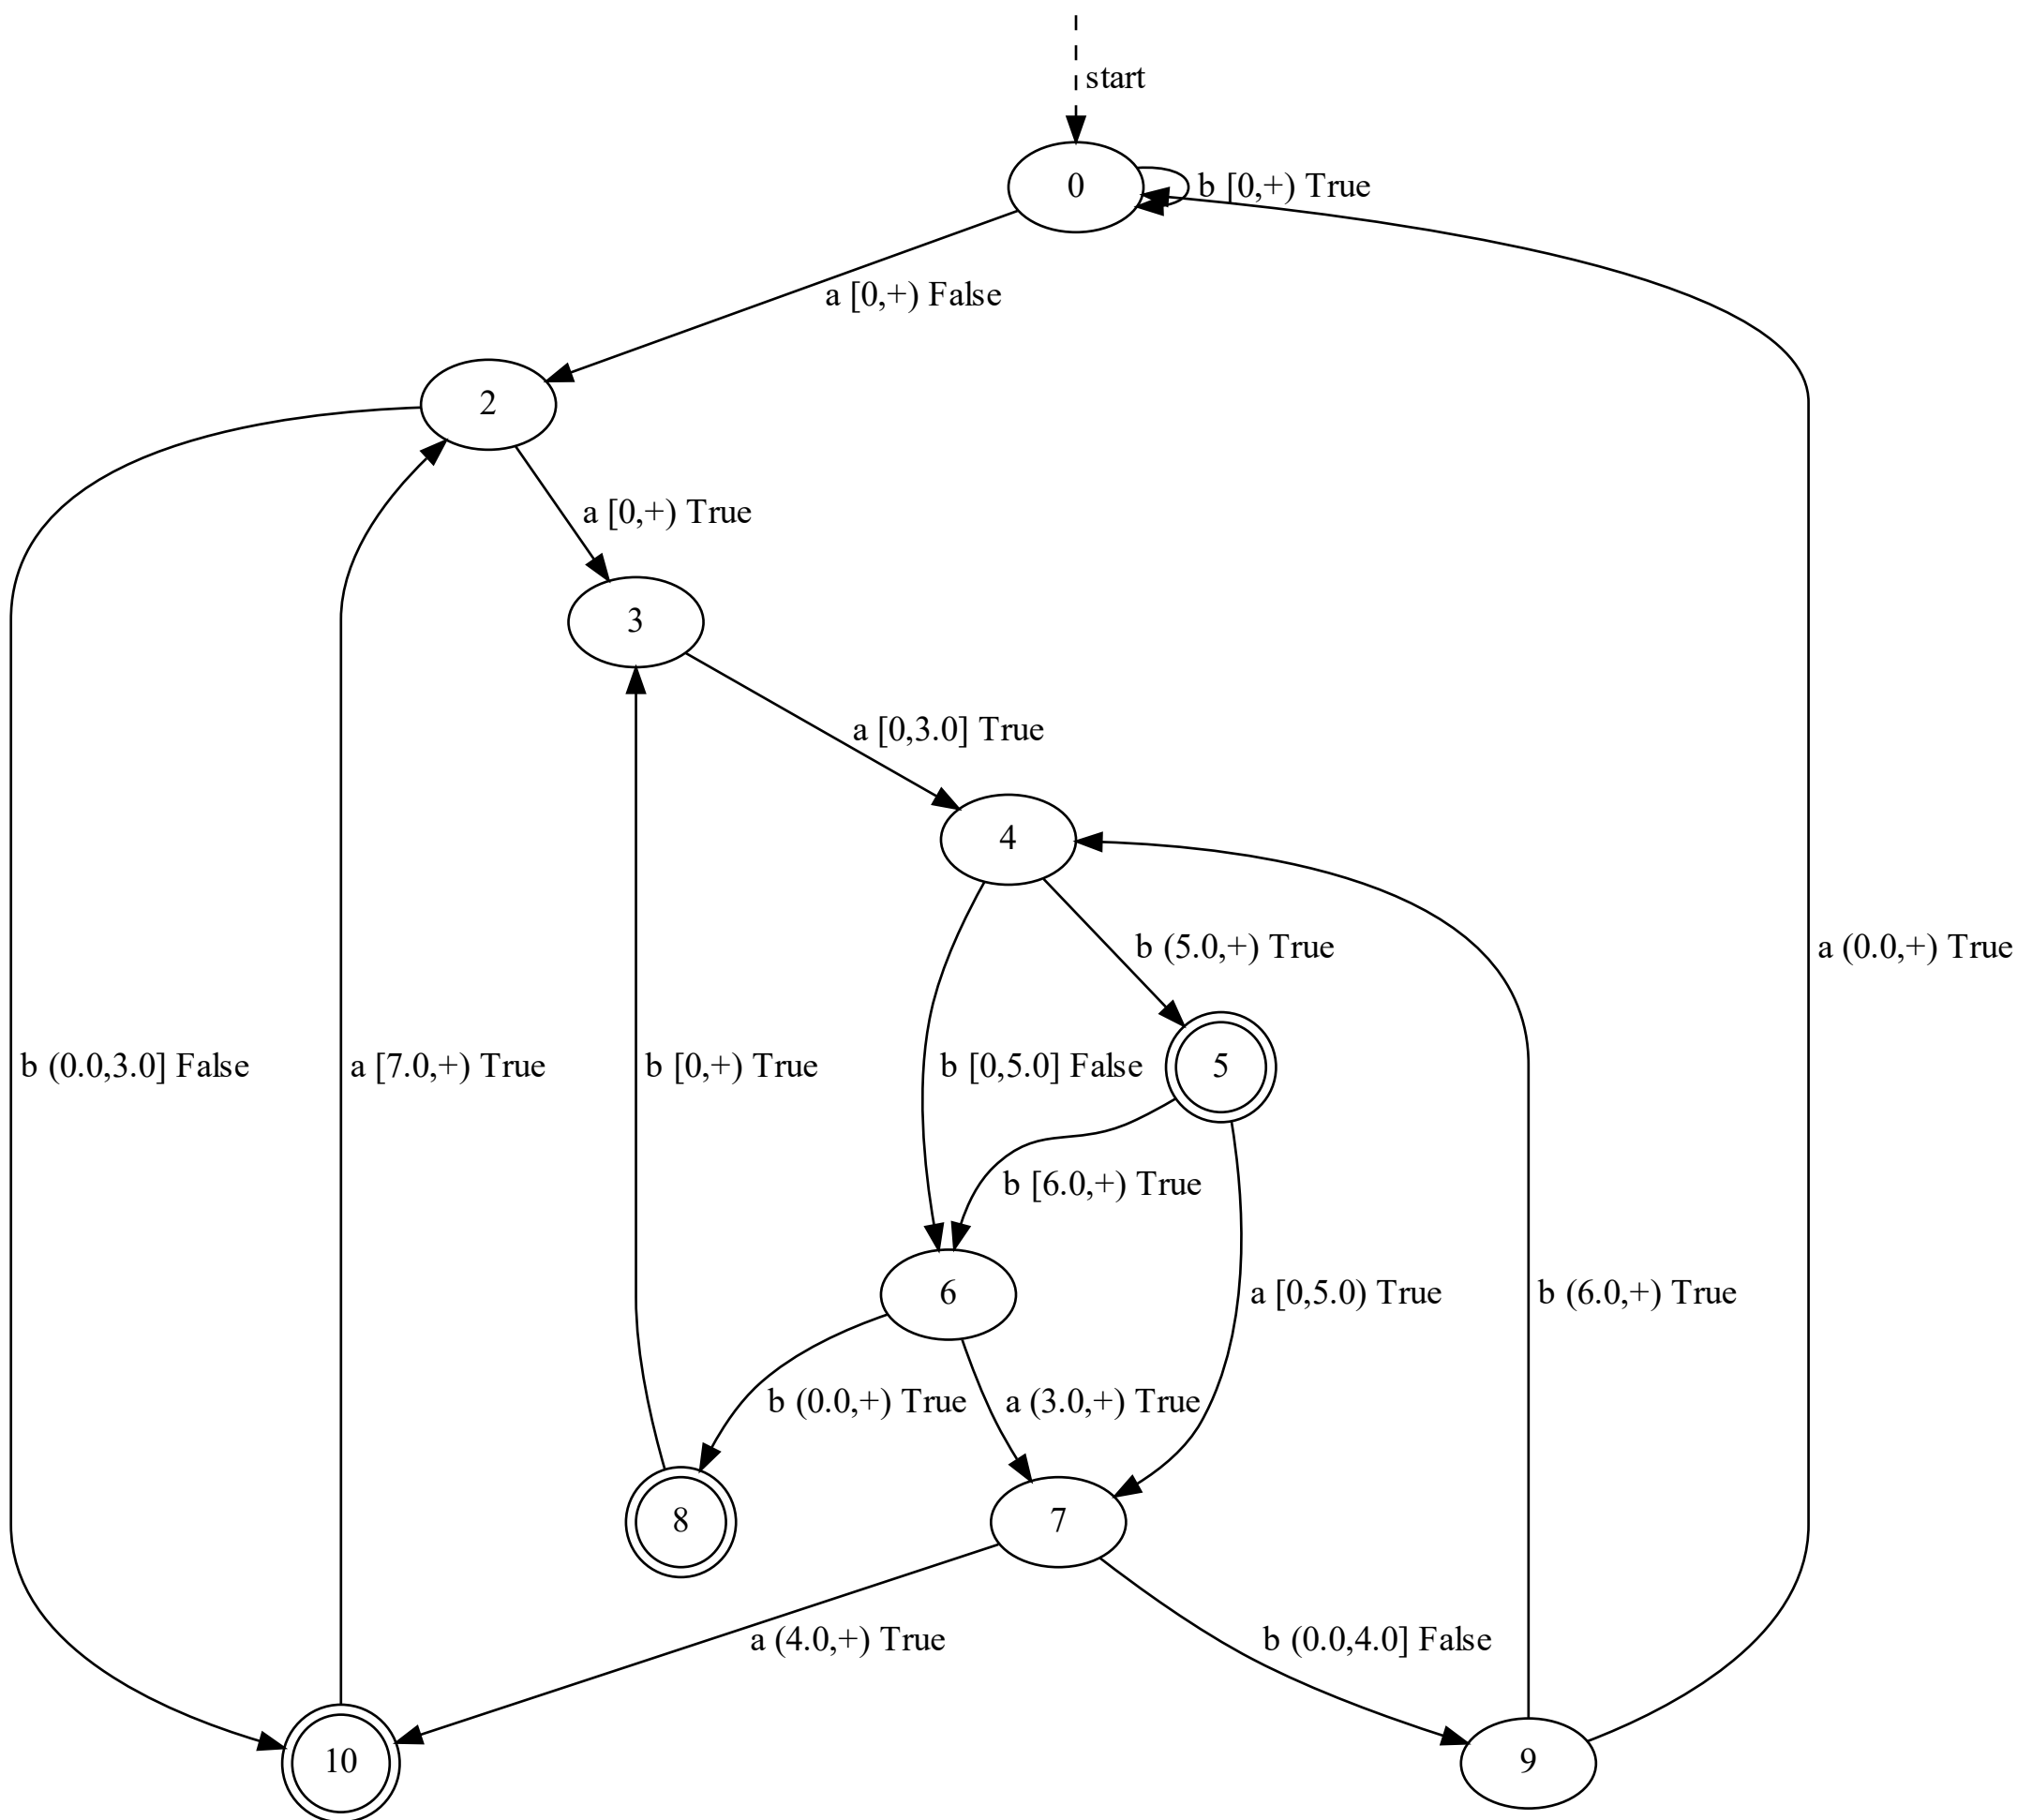 start
0
b [0,+) True
a [0,+) False
2
a [0,+) True
3
a [0,3.0] True
4
b (5.0,+) True
a (0.0,+) True
b (0.0,3.0] False
a [7.0,+) True
b [0,+) True
b [0,5.0] False
5
b [6.0,+) True
6
a [0,5.0) True
b (6.0,+) True
b (0.0,+) True
a (3.0,+) True
8
7
a (4.0,+) True
b (0.0,4.0] False
10
9